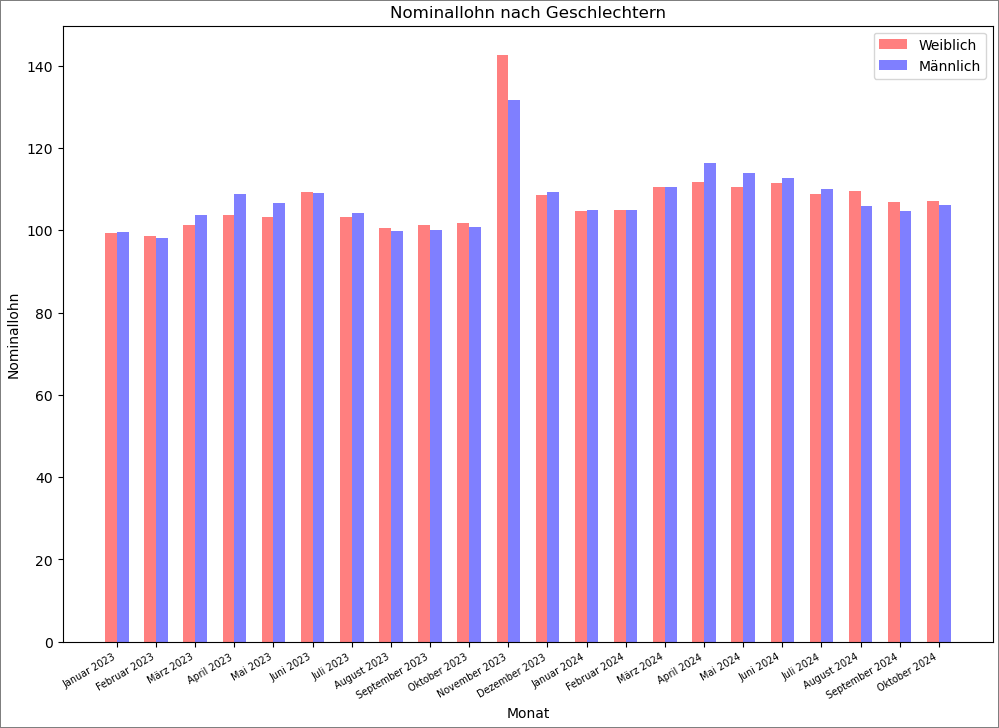 Nominallohn nach Geschlechtern
Weiblich
Männlich
Nominallohn
140
120
100
80
60
40
20
0
Januar 2023
Februar 2023
März 2023
April 2023
Mai 2023
Juni 2023
Juli 2023
August 2023
September 2023
Oktober 2023
November 2023
Dezember 2023
Januar 2024
Februar 2024
März 2024
April 2024
Mai 2024
Juni 2024
Juli 2024
August 2024
September 2024
Oktober 2024
Monat